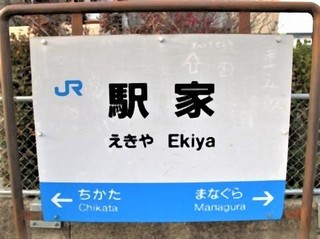 JR
駅家
えきや Ekiya
← ちかた まなぐら →
Chikata Managura